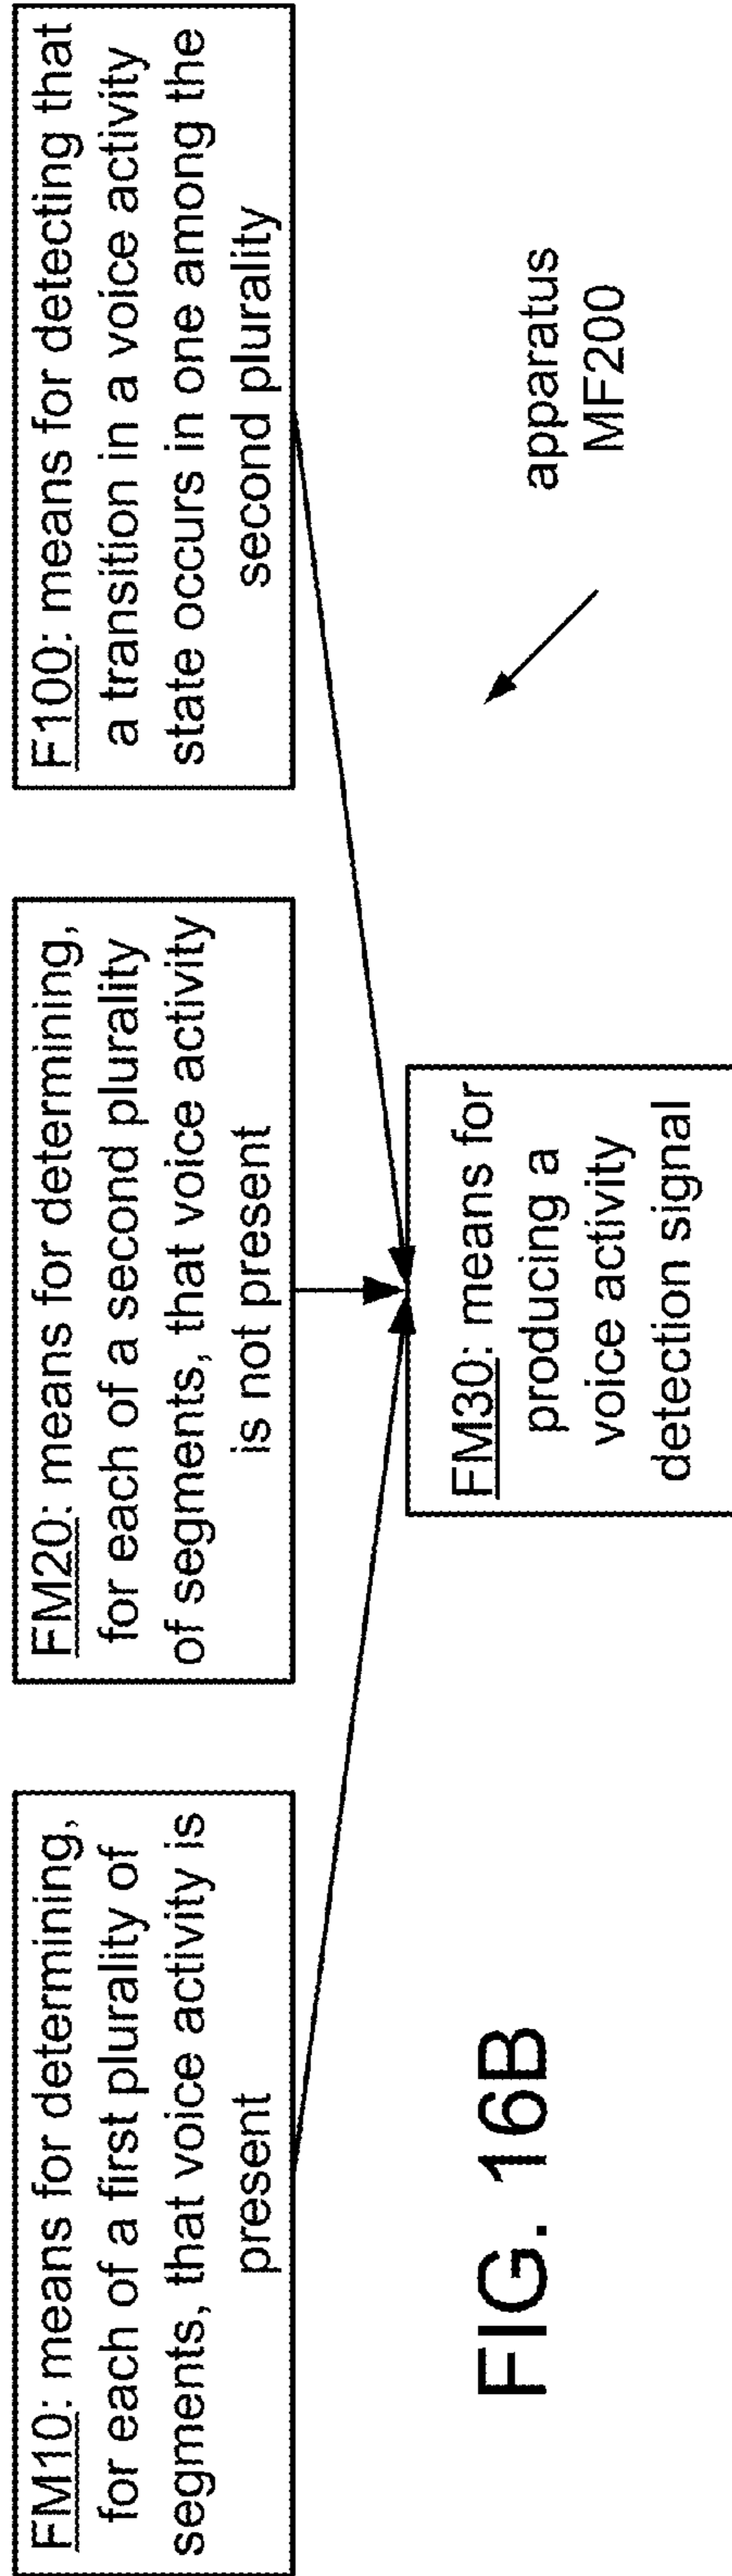 FM10: means for determining,
for each of a first plurality of
segments, that voice activity is
present
FM20: means for determining,
for each of a second plurality
of segments, that voice activity
is not present
F100: means for detecting that
a transition in a voice activity
state occurs in one among the
second plurality
FM30: means for
producing a
voice activity
detection signal
apparatus
MF200
FIG. 16B